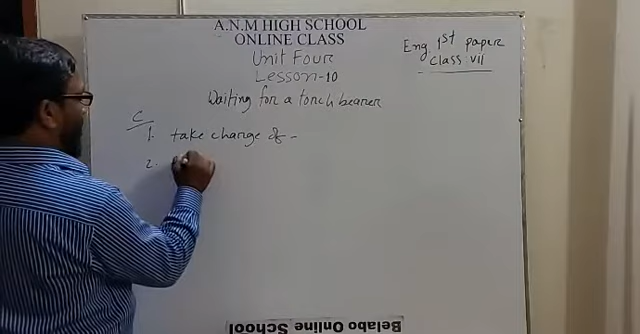 A.N.M HIGH SCHOOL
ONLINE CLASS
Unit Four
Lesson-10
Waiting for a torch bearer
Eng 1st paper
Class vii
C
1. take charge of -
2.
Belabo Online School